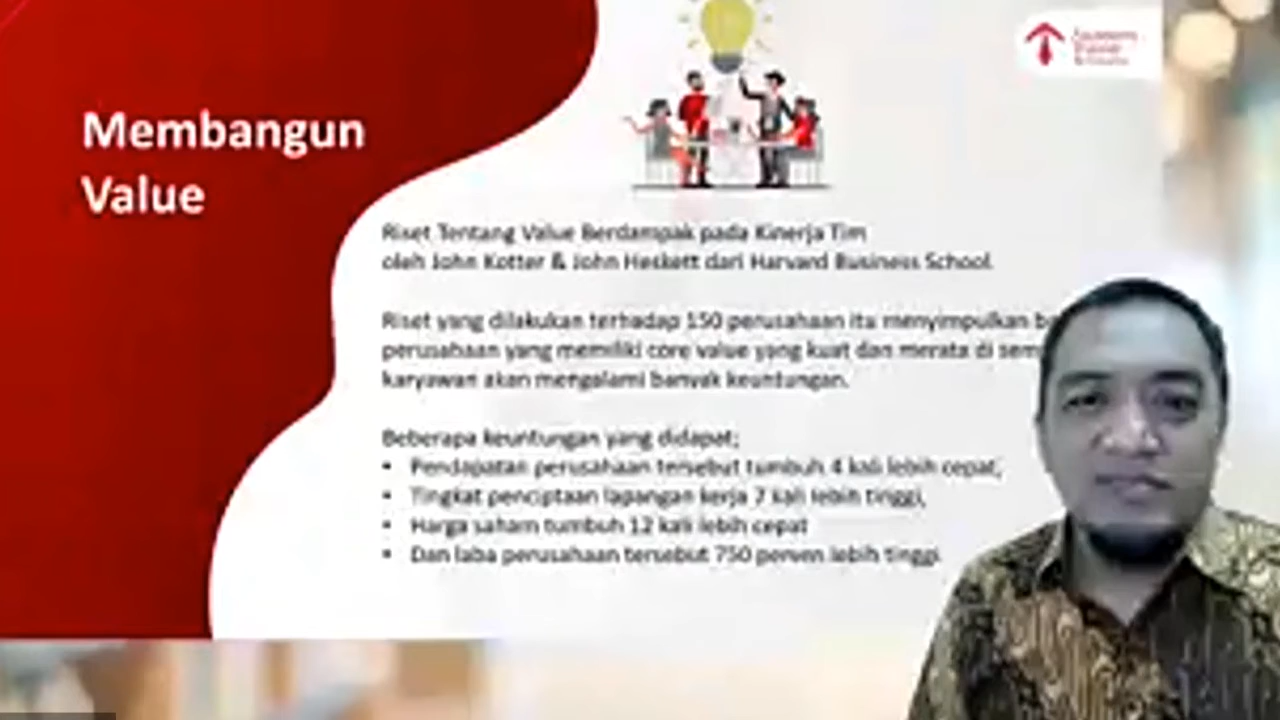 Membangun
Value
Riset Tentang Value Berdampak pada Kinerja Tim
oleh John Kotter & John Heskett dari Harvard Business School
Riset yang dilakukan terhadap 150 perusahaan itu menyimpulkan
perusahaan yang memiliki core value yang kuat dan merata di
karyawan akan mengalami banyak keuntungan.
Beberapa keuntungan yang didapat;
• Pendapatan perusahaan tersebut tumbuh 4 kali lebih cepat,
• Tingkat penciptaan lapangan kerja 7 kali lebih tinggi,
• Harga saham tumbuh 12 kali lebih cepat
• Dan laba perusahaan tersebut 750 persen lebih tinggi